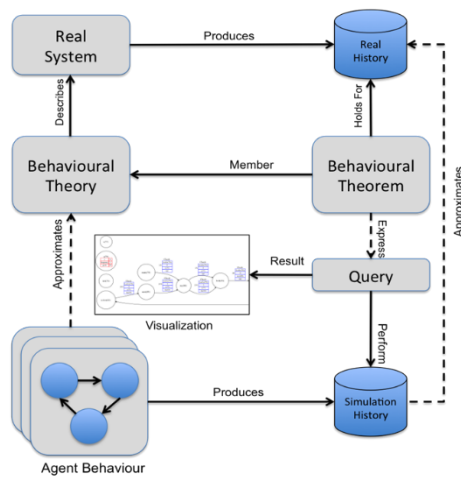 Real
System
Produces
Real
History
Describes
Holds For
Behavioural
Theory
Member
Behavioural
Theorem
Approximates
Approximates
Express
Result
Query
Visualization
Perform
Produces
Simulation
History
Agent Behaviour